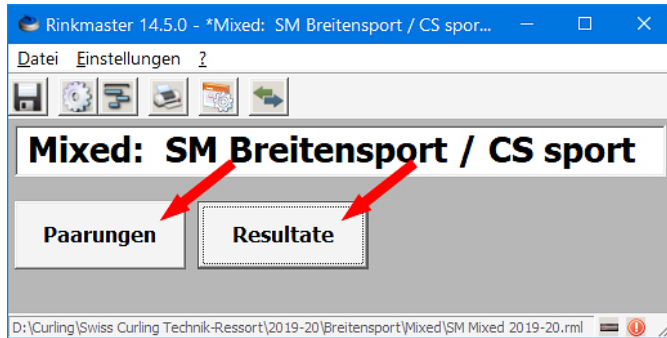 Rinkmaster 14.5.0 - *Mixed: SM Breitensport / CS spor...
Datei Einstellungen ?
Mixed: SM Breitensport / CS sport
Paarungen Resultate
D:\Curling\Swiss Curling Technik-Ressort\2019-20\Breitensport\Mixed\SM Mixed 2019-20.rml